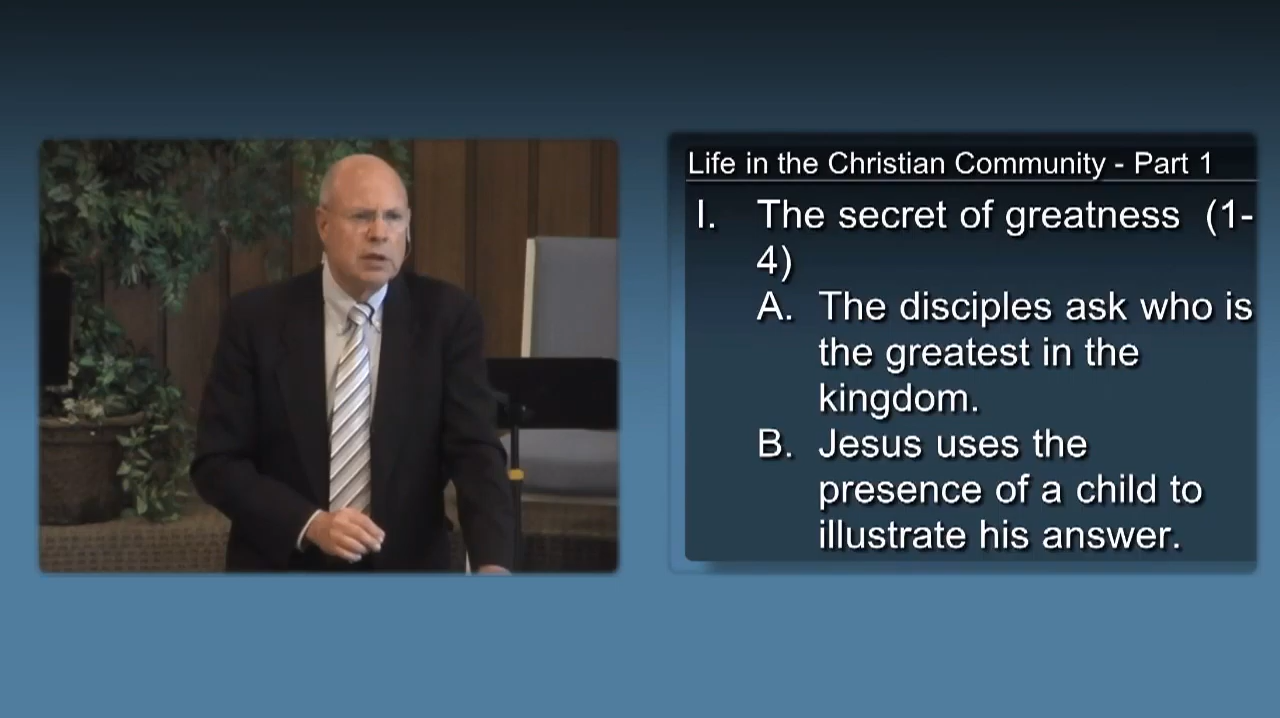 Life in the Christian Community - Part 1
I. The secret of greatness (1-
4)
A. The disciples ask who is
the greatest in the
kingdom.
B. Jesus uses the
presence of a child to
illustrate his answer.